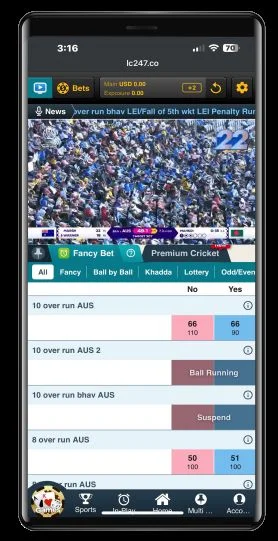 3:16
70
lc247.co
Bets
Main USD 0.00
Exposure 0.00
+2
News
over run bhav LEI/Fall of 5th wkt LEI Penalty Run
22
AUS
Fancy Bet
Premium Cricket
All
Fancy
Ball by Ball
Khadda
Lottery
Odd/Even
No
Yes
10 over run AUS
66
110
66
90
10 over run AUS 2
Ball Running
10 over run bhav AUS
Suspend
8 over run AUS
50
100
51
100
Games
Sports
In-Play
Home
Multi ...
Acco...